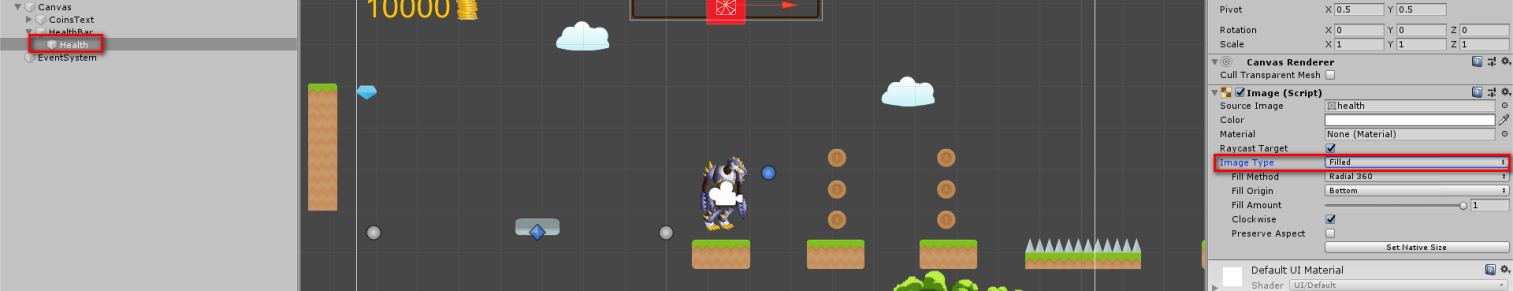 Canvas
CoinsText
HealthBar
Health
EventSystem
10000
Pivot X 0.5 Y 0.5
Rotation X 0 Y 0 Z 0
Scale X 1 Y 1 Z 1
Canvas Renderer
Cull Transparent Mesh
Image (Script)
Source Image health
Color
Material None (Material)
Raycast Target
Image Type Filled
Fill Method Radial 360
Fill Origin Bottom
Fill Amount 1
Clockwise
Preserve Aspect
Set Native Size
Default UI Material
Shader UI/Default